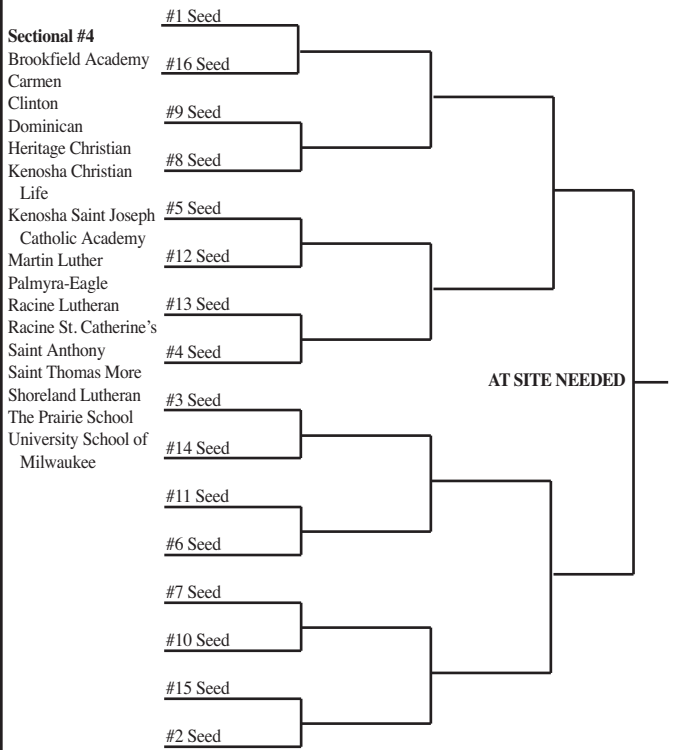 Sectional #4
Brookfield Academy
Carmen
Clinton
Dominican
Heritage Christian
Kenosha Christian
Life
Kenosha Saint Joseph
Catholic Academy
Martin Luther
Palmyra-Eagle
Racine Lutheran
Racine St. Catherine's
Saint Anthony
Saint Thomas More
Shoreland Lutheran
The Prairie School
University School of
Milwaukee
#1 Seed
#16 Seed
#9 Seed
#8 Seed
#5 Seed
#12 Seed
#13 Seed
#4 Seed
#3 Seed
#14 Seed
#11 Seed
#6 Seed
#7 Seed
#10 Seed
#15 Seed
#2 Seed
AT SITE NEEDED